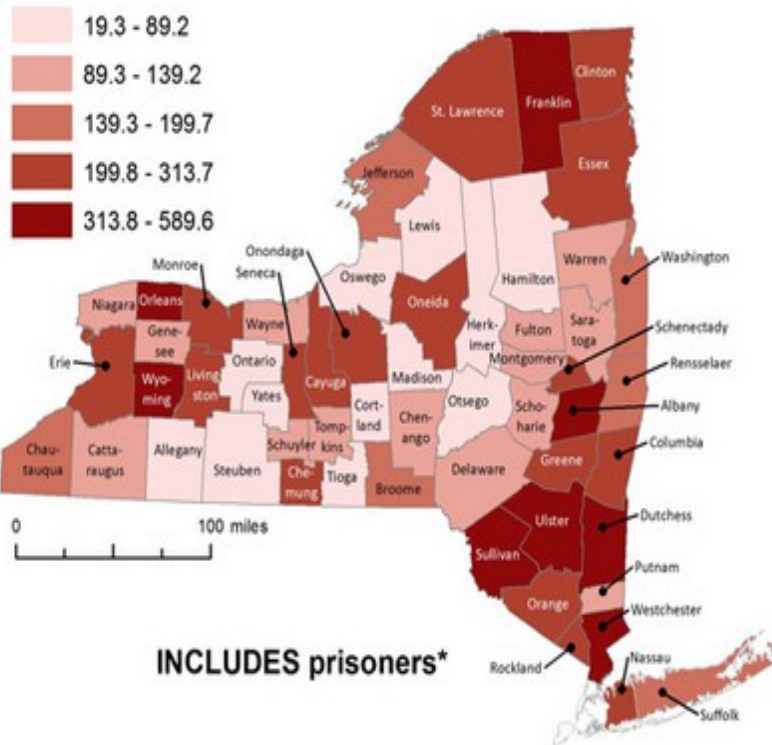 19.3 - 89.2
89.3 - 139.2
139.3 - 199.7
199.8 - 313.7
313.8 - 589.6
Clinton
Franklin
St. Lawrence
Essex
Jefferson
Lewis
Hamilton
Warren
Washington
Onondaga
Monroe
Seneca
Oswego
Oneida
Herk-
imer
Fulton
Sara-
toga
Montgomery
Schenectady
Rensselaer
Niagara
Orleans
Gene-
see
Wayne
Erie
Wyo-
ming
Living-
ston
Ontario
Yates
Cayuga
Madison
Cort-
land
Chen-
ango
Otsego
Scho-
harie
Albany
Columbia
Chau-
tauqua
Catta-
raugus
Allegany
Steuben
Schuyler
Tomp-
kins
Che-
mung
Tioga
Broome
Delaware
Greene
Ulster
Dutchess
Sullivan
Putnam
Orange
Westchester
Rockland
Nassau
Suffolk
0 100 miles
INCLUDES prisoners*